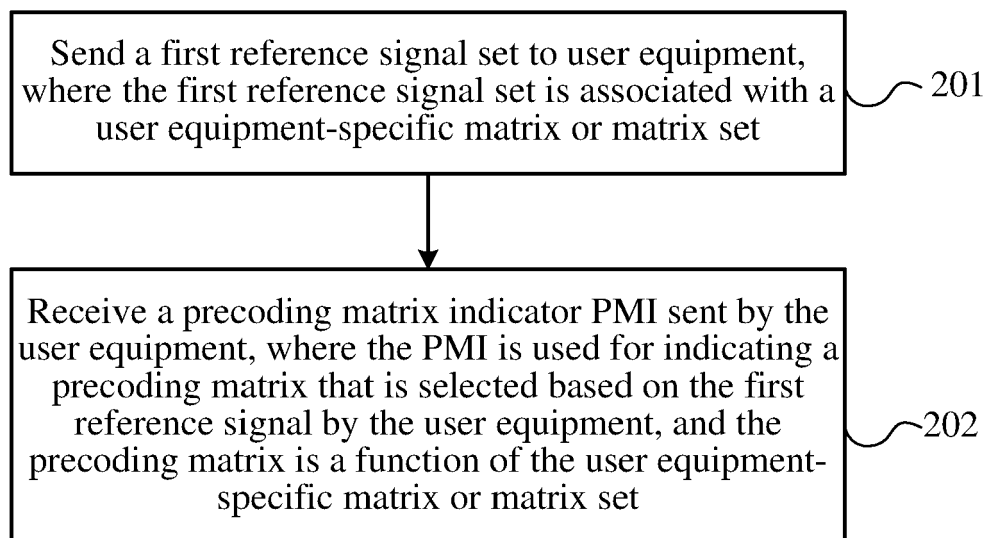 Send a first reference signal set to user equipment,
where the first reference signal set is associated with a
user equipment-specific matrix or matrix set
201
Receive a precoding matrix indicator PMI sent by the
user equipment, where the PMI is used for indicating a
precoding matrix that is selected based on the first
reference signal by the user equipment, and the
precoding matrix is a function of the user equipment-
specific matrix or matrix set
202